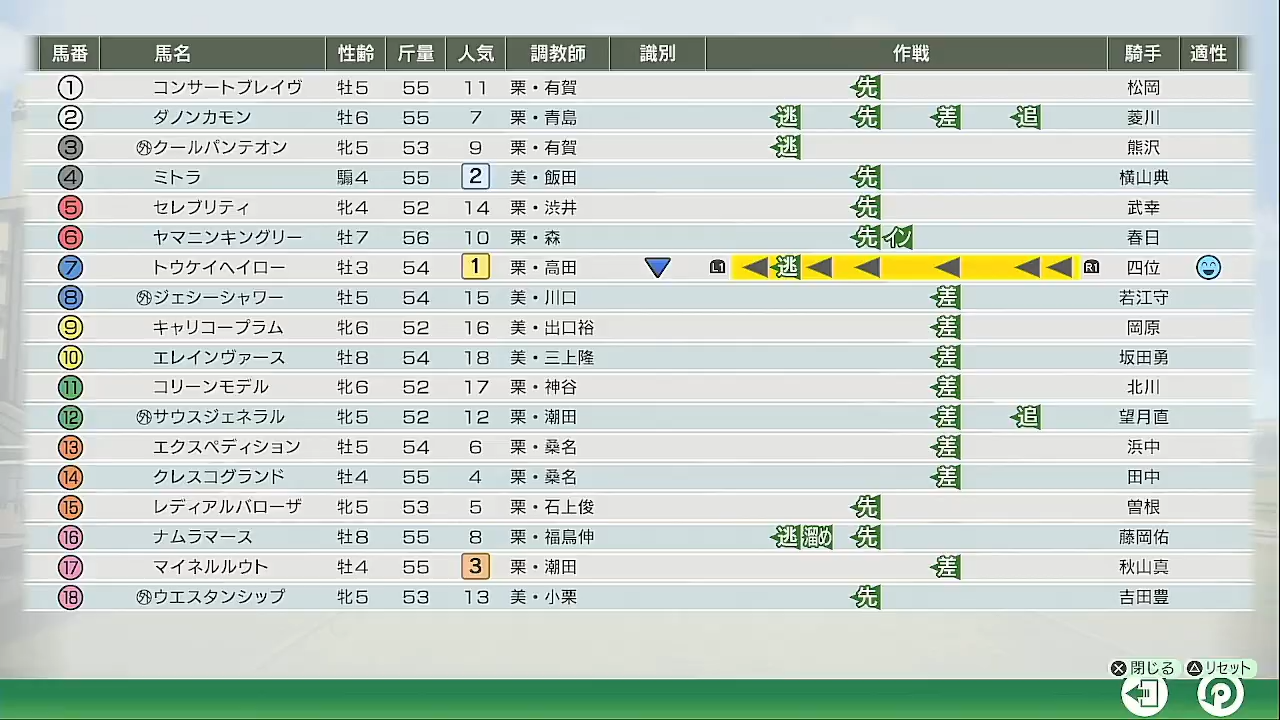 馬番 馬名 性齢 斤量 人気 調教師 識別 作戦 騎手 適性
1 コンサートブレイヴ 牡5 55 11 栗・有賀 先 松岡
2 ダノンカモン 牡6 55 7 栗・青島 逃 先 差 追 菱川
3 外クールパンテオン 牝5 53 9 栗・有賀 逃 熊沢
4 ミトラ 騸4 55 2 美・飯田 先 横山典
5 セレブリティ 牝4 52 14 栗・渋井 先 武幸
6 ヤマニンキングリー 牡7 56 10 栗・森 先 イン 春日
7 トウケイヘイロー 牡3 54 1 栗・高田 L1 逃 R1 四位
8 外ジェシーシャワー 牡5 54 15 美・川口 差 若江守
9 キャリコープラム 牝6 52 16 美・出口裕 差 岡原
10 エレインヴァース 牡8 54 18 美・三上隆 差 坂田勇
11 コリーンモデル 牝6 52 17 栗・神谷 差 北川
12 外サウスジェネラル 牝5 52 12 栗・潮田 差 追 望月直
13 エクスペディション 牡5 54 6 栗・桑名 差 浜中
14 クレスコグランド 牡4 55 4 栗・桑名 差 田中
15 レディアルバローザ 牝5 53 5 栗・石上俊 先 曽根
16 ナムラマース 牡8 55 8 栗・福島伸 逃 溜め 先 藤岡佑
17 マイネルルウト 牡4 55 3 栗・潮田 差 秋山真
18 外ウエスタンシップ 牝5 53 13 美・小栗 先 吉田豊
閉じる リセット